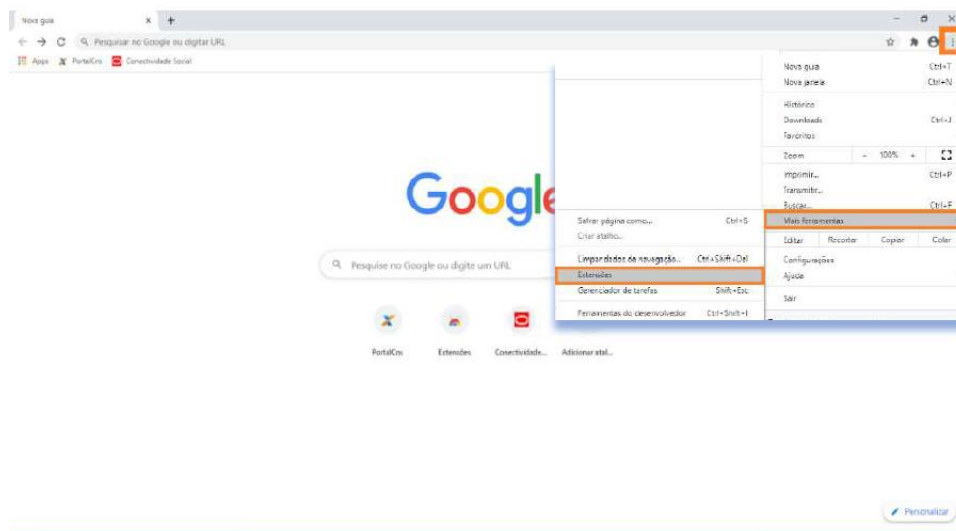 Nova guia
Pesquisar no Google ou digitar URL
Apps PortalCns Conectividade Social
Nova guia Ctrl+T
Nova janela Ctrl+N
Histórico
Downloads Ctrl+J
Favoritos
Zoom - 100% +
Imprimir... Ctrl+P
Transmitir...
Buscar... Ctrl+F
Mais ferramentas
Editar Recortar Copiar Colar
Configurações
Ajuda
Sair
Salvar página como... Ctrl+S
Criar atalho...
Limpar dados de navegação... Ctrl+Shift+Del
Extensões
Gerenciador de tarefas Shift+Esc
Ferramentas do desenvolvedor Ctrl+Shift+I
Google
Pesquise no Google ou digite um URL
PortalCns Extensões Conectividade... Adicionar atal...
Personalizar